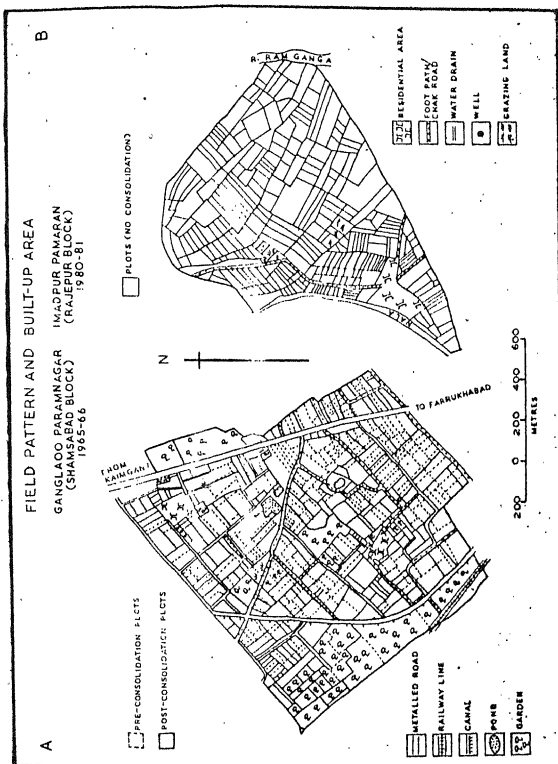 A
B
FIELD PATTERN AND BUILT-UP AREA
GANGLAOO PARAMNAGAR
(SHAMSABAD BLOCK)
1965-66
IMADPUR PAMARAN
(RAJEPUR BLOCK)
1980-81
PRE-CONSOLIDATION PLOTS
POST-CONSOLIDATION PLOTS
PLOTS (NO CONSOLIDATION)
N
FROM
KAIMGANJ
TO FARRUKHABAD
R. RAM GANGA
NALA
METALLED ROAD
RAILWAY LINE
CANAL
POND
GARDEN
200 0 200 400 600
METRES
RESIDENTIAL AREA
FOOT PATH/
CHAK ROAD
WATER DRAIN
WELL
GRAZING LAND